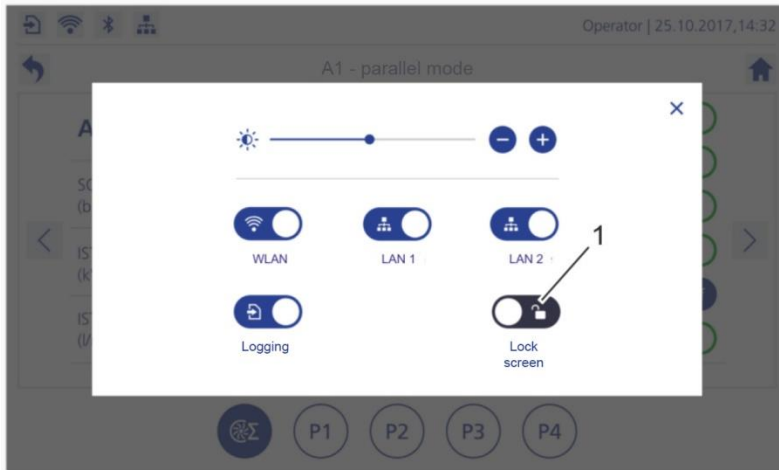 Operator | 25.10.2017,14:32
A1 - parallel mode
A
SO
(b
IS
(k
IS
(l/
WLAN
LAN 1
LAN 2
1
Logging
Lock
screen
Σ
P1
P2
P3
P4